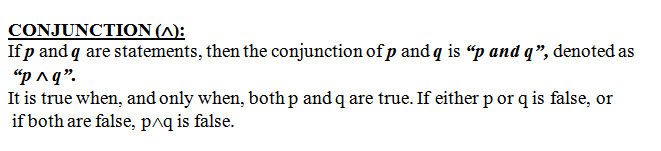 CONJUNCTION (∧):
If p and q are statements, then the conjunction of p and q is “p and q”, denoted as
“p ∧ q”.
It is true when, and only when, both p and q are true. If either p or q is false, or
if both are false, p∧q is false.